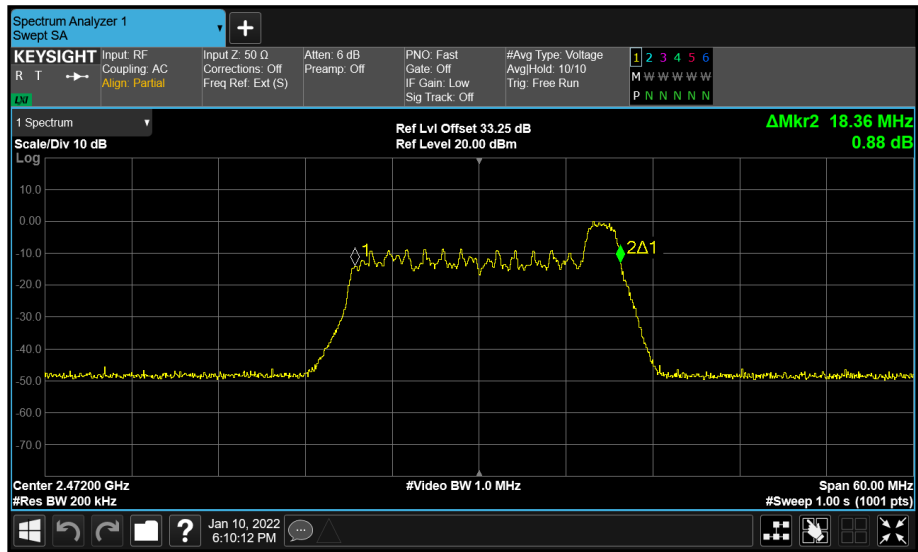 Spectrum Analyzer 1
Swept SA
KEYSIGHT
R T
LXI
Input: RF
Coupling: AC
Align: Partial
Input Z: 50 Ω
Corrections: Off
Freq Ref: Ext (S)
Atten: 6 dB
Preamp: Off
PNO: Fast
Gate: Off
IF Gain: Low
Sig Track: Off
#Avg Type: Voltage
Avg|Hold: 10/10
Trig: Free Run
1 2 3 4 5 6
M W W W W W
P N N N N N
1 Spectrum
Scale/Div 10 dB
Ref Lvl Offset 33.25 dB
Ref Level 20.00 dBm
ΔMkr2 18.36 MHz
0.88 dB
Log
10.0
0.00
-10.0
-20.0
-30.0
-40.0
-50.0
-60.0
-70.0
1
2Δ1
Center 2.47200 GHz
#Res BW 200 kHz
#Video BW 1.0 MHz
Span 60.00 MHz
#Sweep 1.00 s (1001 pts)
?
Jan 10, 2022
6:10:12 PM